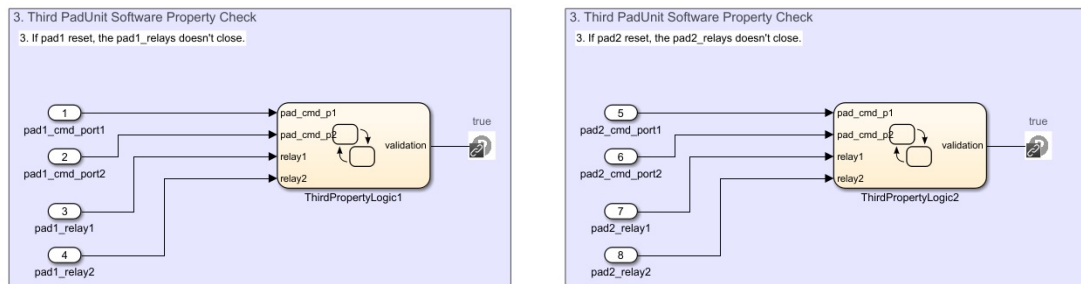 3. Third PadUnit Software Property Check
3. If pad1 reset, the pad1_relays doesn't close.
1
pad1_cmd_port1
2
pad1_cmd_port2
3
pad1_relay1
4
pad1_relay2
pad_cmd_p1
pad_cmd_p2
relay1
relay2
validation
ThirdPropertyLogic1
true
3. Third PadUnit Software Property Check
3. If pad2 reset, the pad2_relays doesn't close.
5
pad2_cmd_port1
6
pad2_cmd_port2
7
pad2_relay1
8
pad2_relay2
pad_cmd_p1
pad_cmd_p2
relay1
relay2
validation
ThirdPropertyLogic2
true